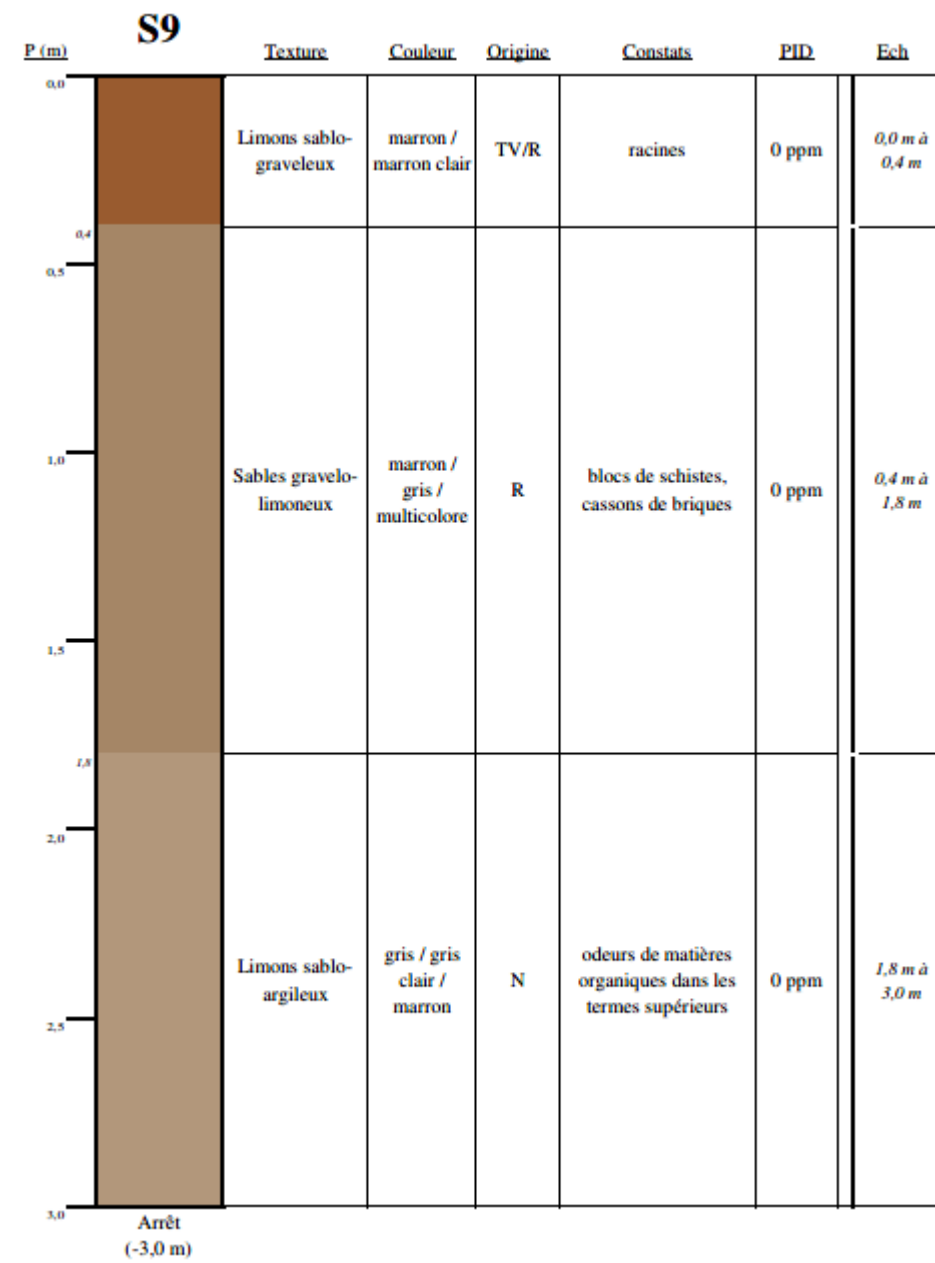 S9
P (m) Texture Couleur Origine Constats PID Ech
0,0
Limons sablo-
graveleux
marron /
marron clair
TV/R
racines
0 ppm
0,0 m à
0,4 m
0,4
0,5
1,0
Sables gravelo-
limoneux
marron /
gris /
multicolore
R
blocs de schistes,
cassons de briques
0 ppm
0,4 m à
1,8 m
1,5
1,8
2,0
Limons sablo-
argileux
gris / gris
clair /
marron
N
odeurs de matières
organiques dans les
termes supérieurs
0 ppm
1,8 m à
3,0 m
2,5
3,0
Arrêt
(-3,0 m)